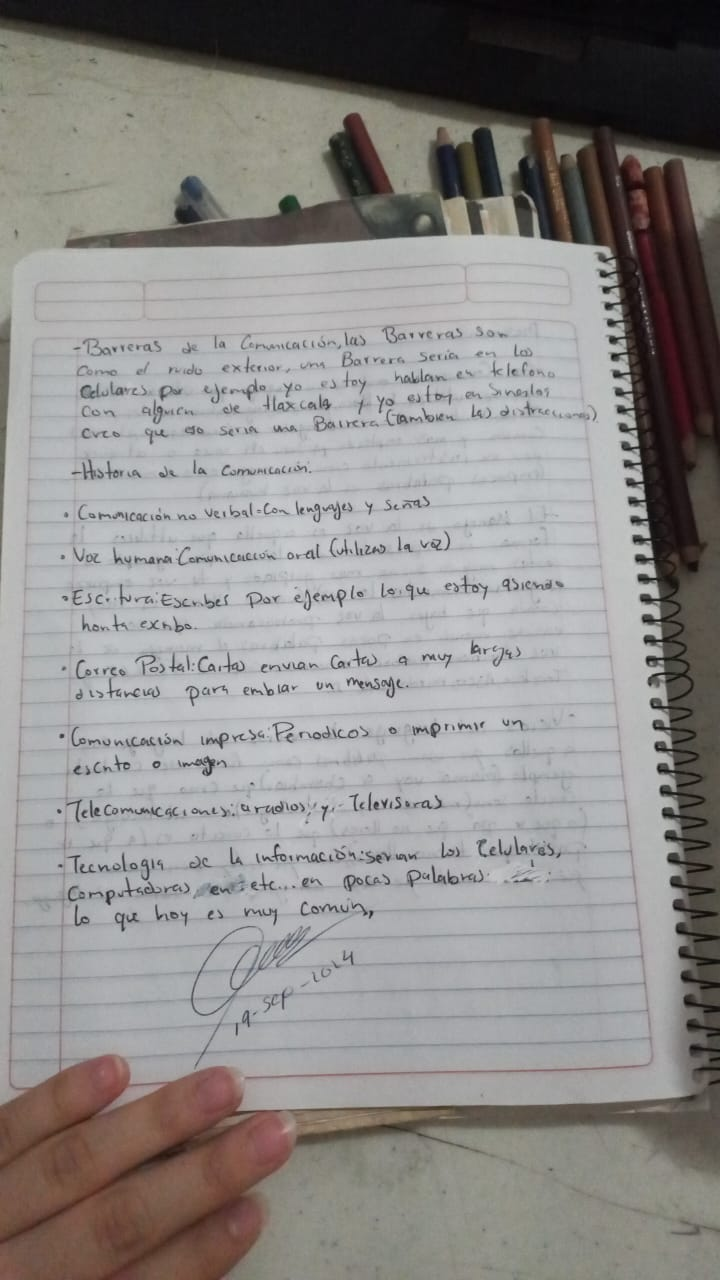 -Barreras de la Comunicación, las Barreras son
como el ruido exterior, una Barrera seria en los
Celulares por ejemplo yo estoy hablan en telefono
con alguien de tlaxcala y yo estoy en Sinaloa
creo que eso seria una Barrera (tambien las distracciones)
-Historia de la Comunicación.
• Comunicación no verbal=Con lenguajes y señas
• Voz humana:Comunicación oral (utilizas la voz)
• Escritura:Escribes por ejemplo lo que estoy asiendo
honta escribo.
• Correo Postal:Cartas envian Cartas a muy largas
distancias para embiar un mensaje.
• Comunicación impresa:Periodicos o imprimir un
escrito o imagen
• Telecomunicaciones: radios y Televisoras
• Tecnologia de la información:serian los Celulares,
Computadoras, en etc... en pocas palabras
lo que hoy es muy común,
19-sep-2024